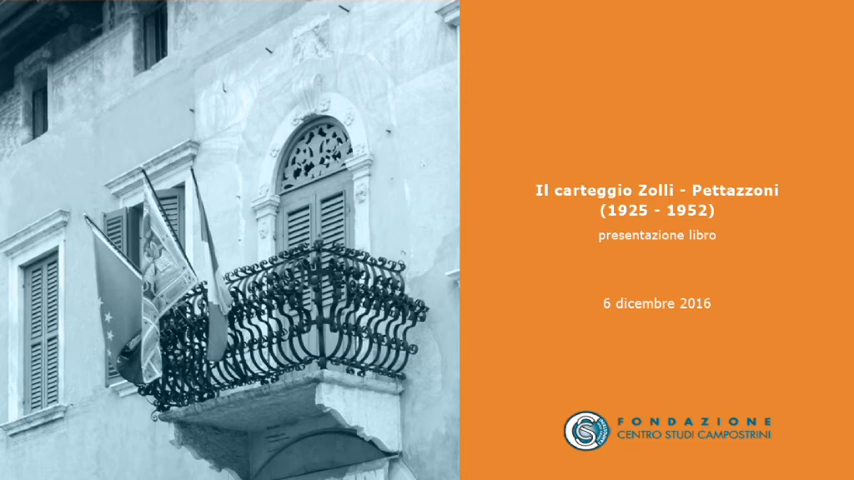 Il carteggio Zolli - Pettazzoni
(1925 - 1952)
presentazione libro
6 dicembre 2016
FONDAZIONE
CENTRO STUDI CAMPOSTRINI